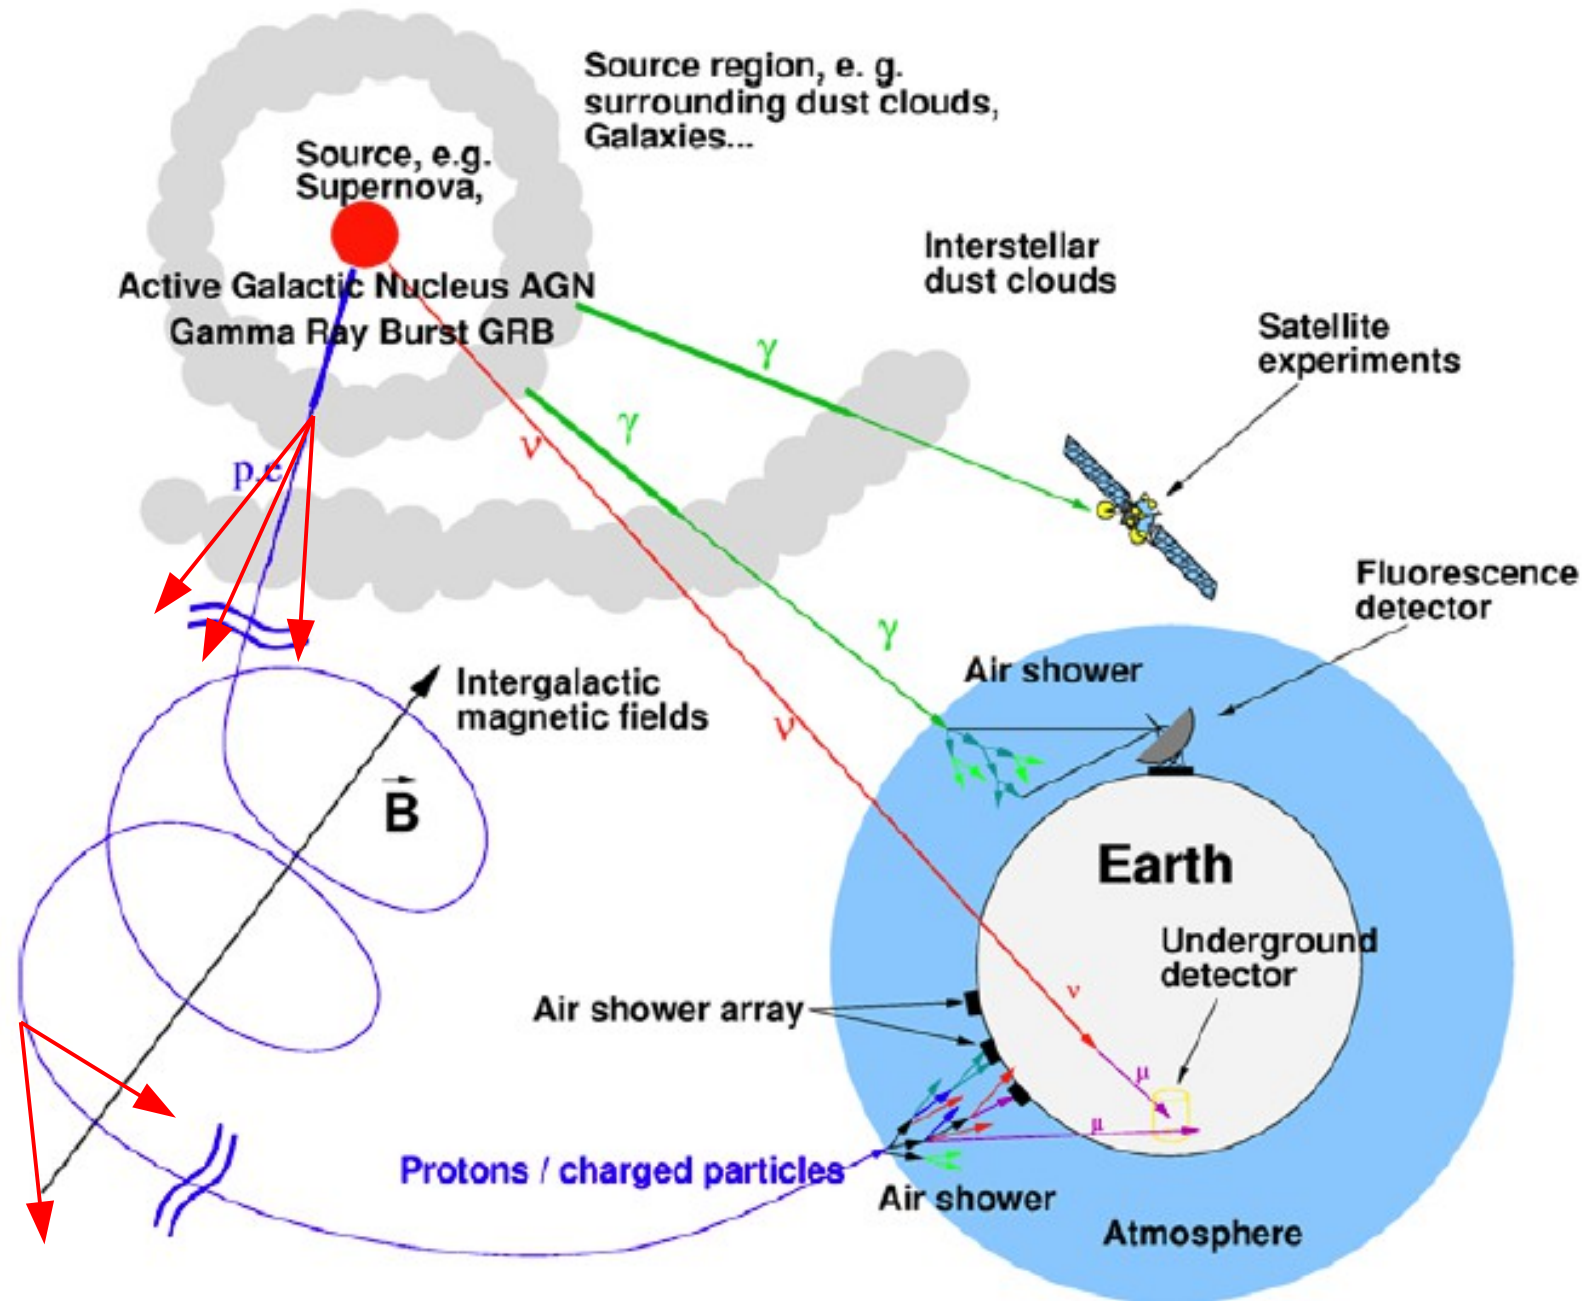 Source region, e. g.
surrounding dust clouds,
Galaxies...
Source, e.g.
Supernova,
Active Galactic Nucleus AGN
Gamma Ray Burst GRB
Interstellar
dust clouds
Satellite
experiments
γ
γ
ν
p,e
Fluorescence
detector
γ
Air shower
Intergalactic
magnetic fields
ν
B
Earth
Underground
detector
Air shower array
ν
μ
μ
Protons / charged particles
Air shower
Atmosphere